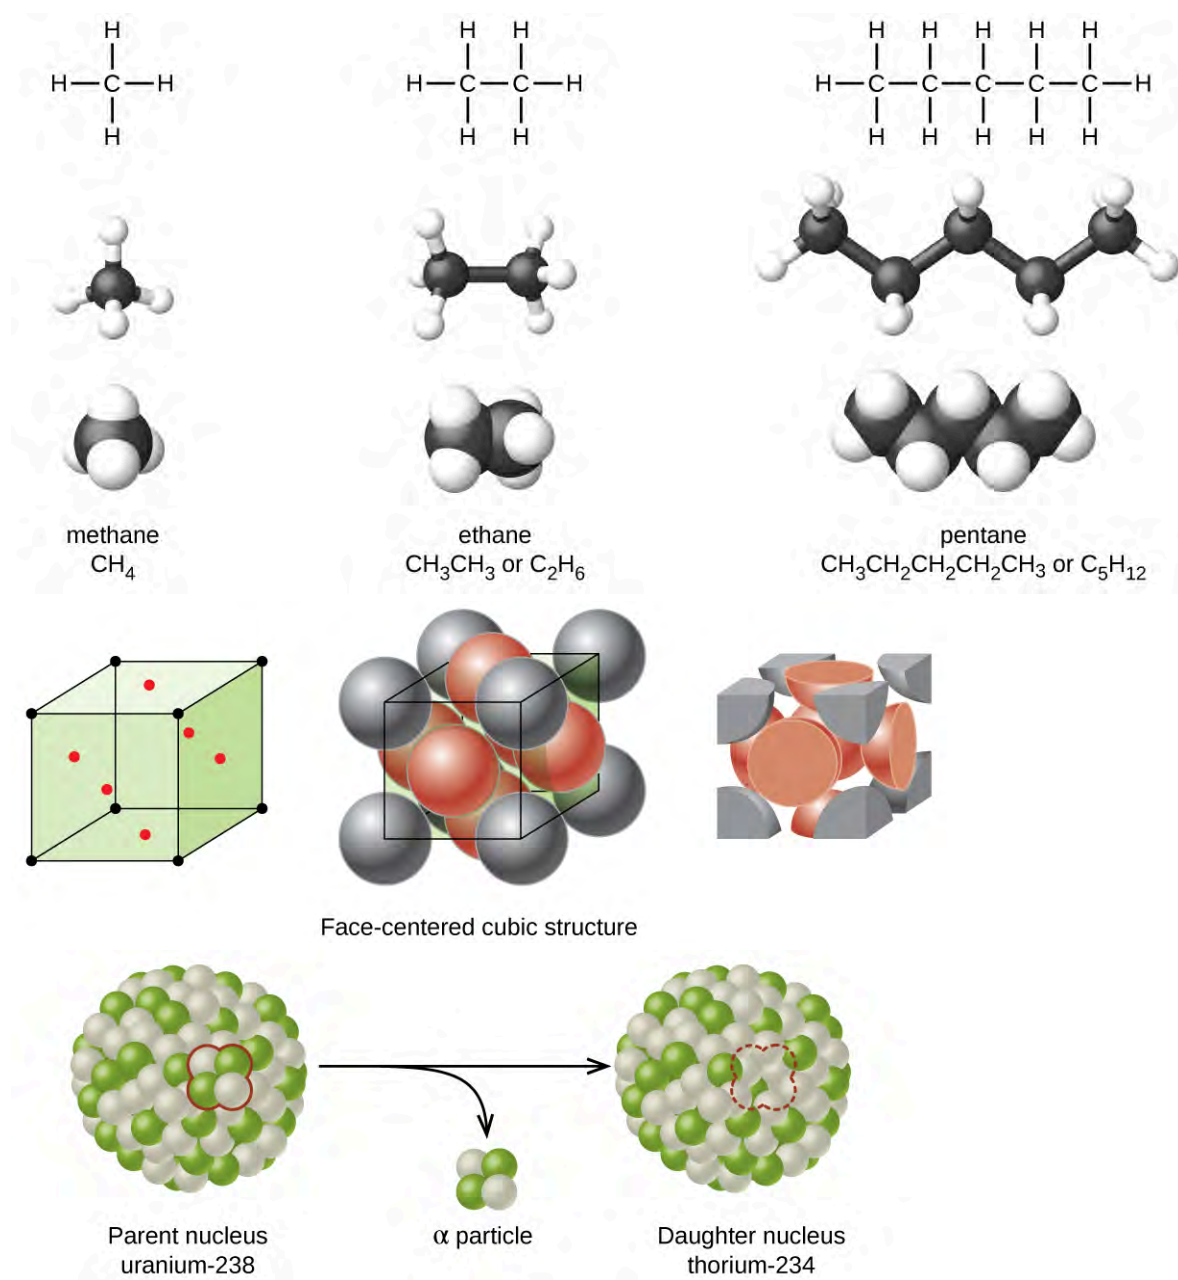 H H H H H H H H
H—C—H H—C—C—H H—C—C—C—C—C—H
H H H H H H H H
methane ethane pentane
CH₄ CH₃CH₃ or C₂H₆ CH₃CH₂CH₂CH₂CH₃ or C₅H₁₂
Face-centered cubic structure
Parent nucleus α particle Daughter nucleus
uranium-238 thorium-234